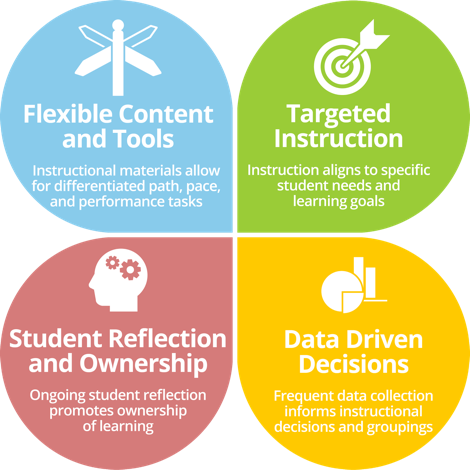 Flexible Content
and Tools
Instructional materials allow
for differentiated path, pace,
and performance tasks
Targeted
Instruction
Instruction aligns to specific
student needs and
learning goals
Student Reflection
and Ownership
Ongoing student reflection
promotes ownership
of learning
Data Driven
Decisions
Frequent data collection
informs instructional
decisions and groupings